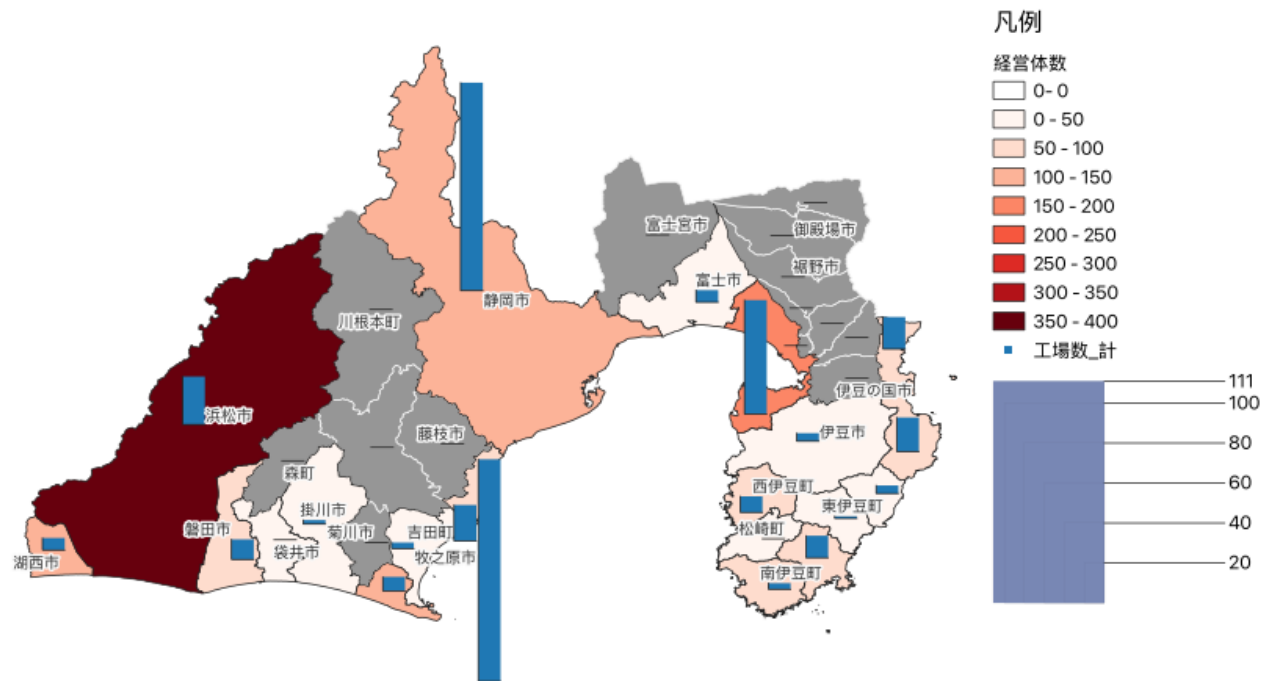 凡例
経営体数
0- 0
0 - 50
50 - 100
100 - 150
150 - 200
200 - 250
250 - 300
300 - 350
350 - 400
工場数_計
111
100
80
60
40
20
富士宮市
御殿場市
裾野市
富士市
静岡市
川根本町
伊豆の国市
浜松市
藤枝市
伊豆市
森町
西伊豆町
掛川市
東伊豆町
磐田市
菊川市
吉田町
松崎町
袋井市
牧之原市
湖西市
南伊豆町